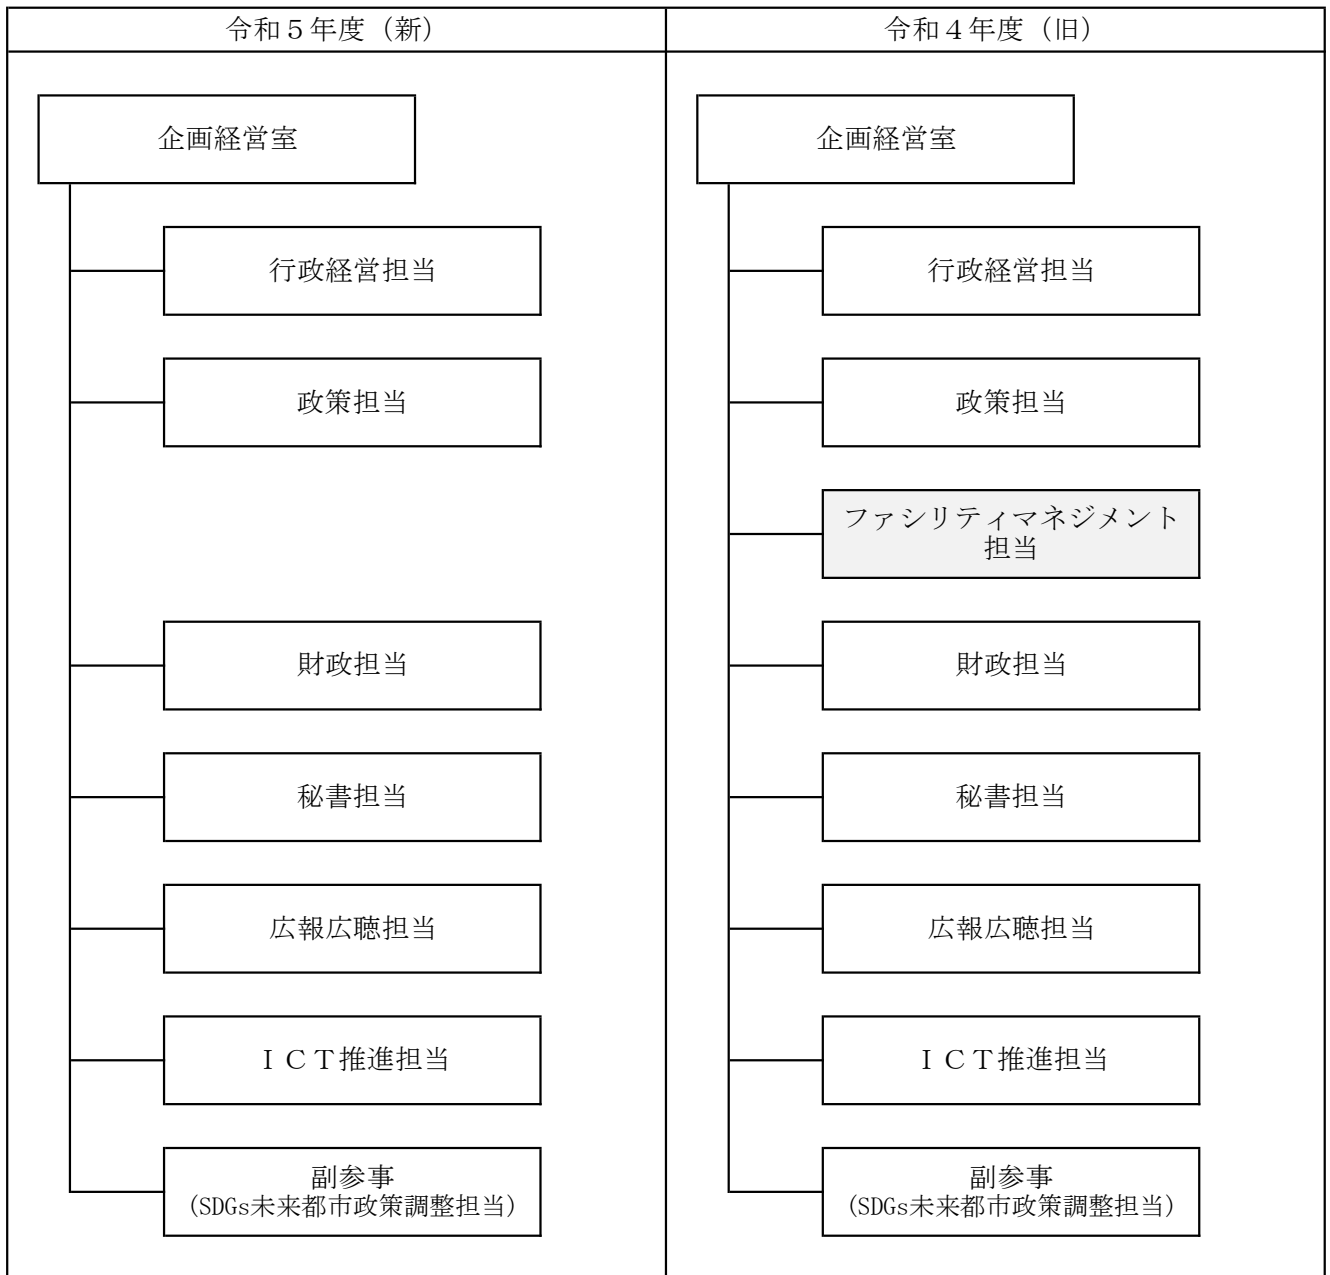 令和５年度（新）
令和４年度（旧）
企画経営室
行政経営担当
政策担当
財政担当
秘書担当
広報広聴担当
ＩＣＴ推進担当
副参事
（SDGs未来都市政策調整担当）
企画経営室
行政経営担当
政策担当
ファシリティマネジメント
担当
財政担当
秘書担当
広報広聴担当
ＩＣＴ推進担当
副参事
（SDGs未来都市政策調整担当）